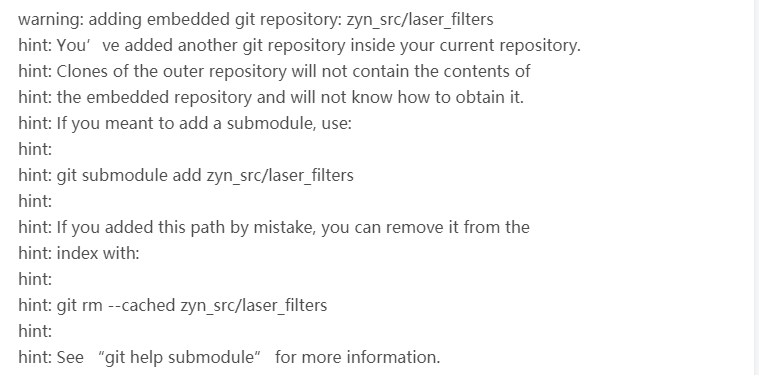 warning: adding embedded git repository: zyn_src/laser_filters
hint: You’ve added another git repository inside your current repository.
hint: Clones of the outer repository will not contain the contents of
hint: the embedded repository and will not know how to obtain it.
hint: If you meant to add a submodule, use:
hint:
hint: git submodule add zyn_src/laser_filters
hint:
hint: If you added this path by mistake, you can remove it from the
hint: index with:
hint:
hint: git rm --cached zyn_src/laser_filters
hint:
hint: See “git help submodule“ for more information.